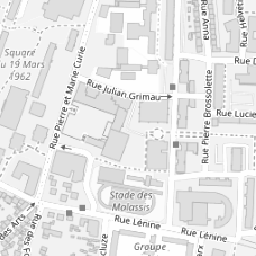 Square
du 19 Mars
1962
Rue Pierre et Marie Curie
Rue Julian Grimau
Rue Pierre Brossolette
Rue Anna
Rue Lucie
Stade des
Malassis
Rue Lénine
Rue Lénine
Groupe